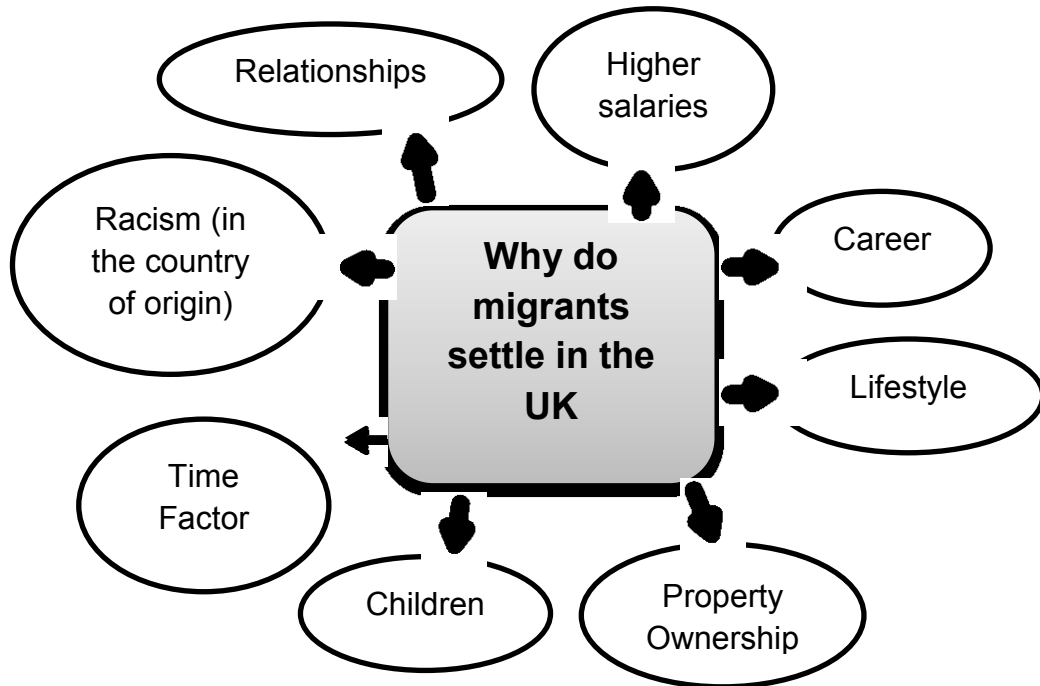 Relationships
Higher
salaries
Racism (in
the country
of origin)
Why do
migrants
settle in the
UK
Career
Lifestyle
Time
Factor
Children
Property
Ownership